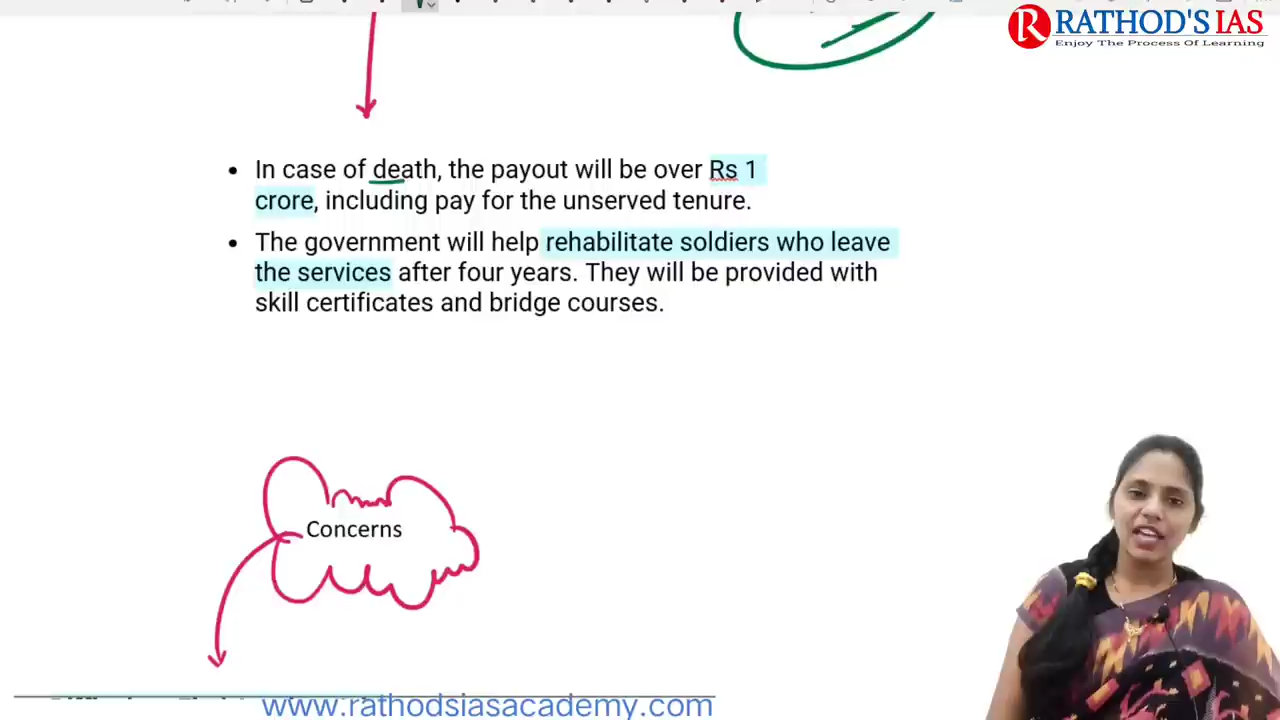 RATHOD'S IAS
Enjoy The Process Of Learning
• In case of death, the payout will be over Rs 1
crore, including pay for the unserved tenure.
• The government will help rehabilitate soldiers who leave
the services after four years. They will be provided with
skill certificates and bridge courses.
Concerns
www.rathodsiasacademy.com